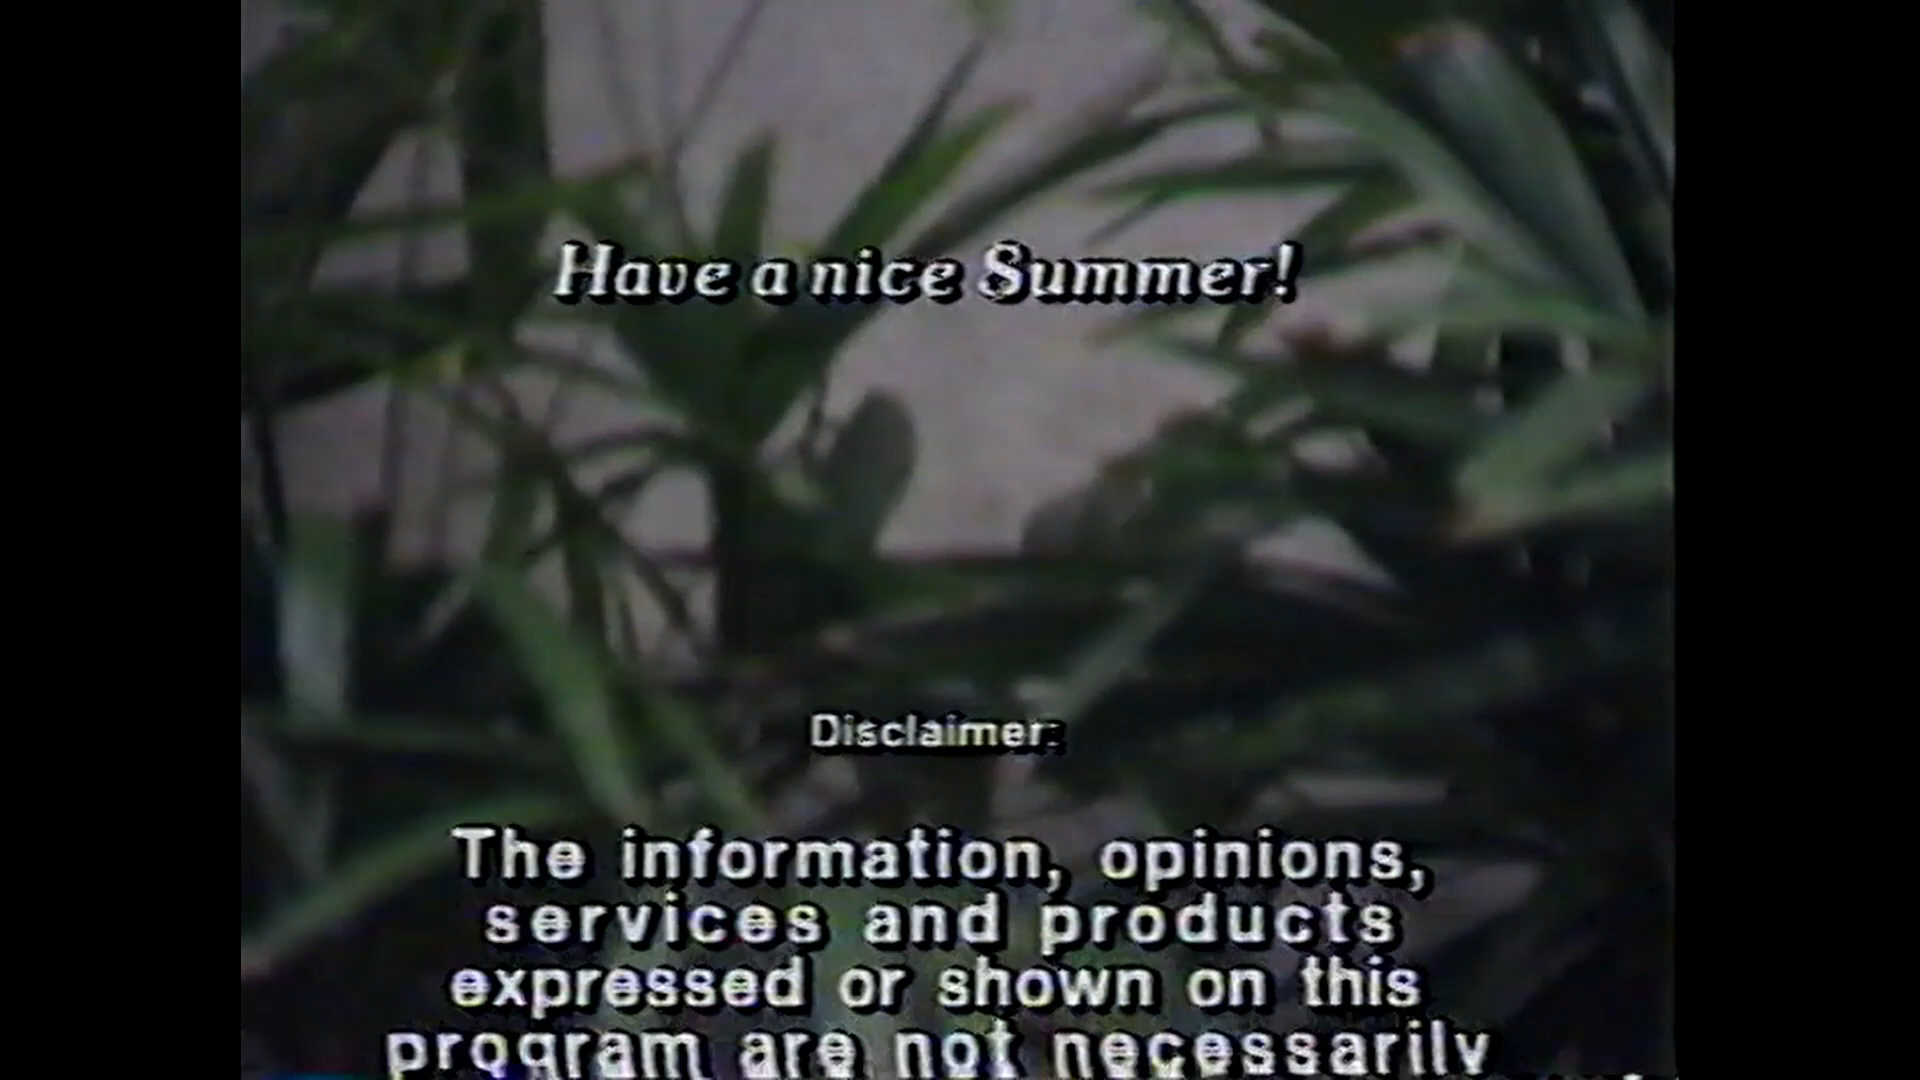 Have a nice Summer!
Disclaimer:
The information, opinions,
services and products
expressed or shown on this
program are not necessarily